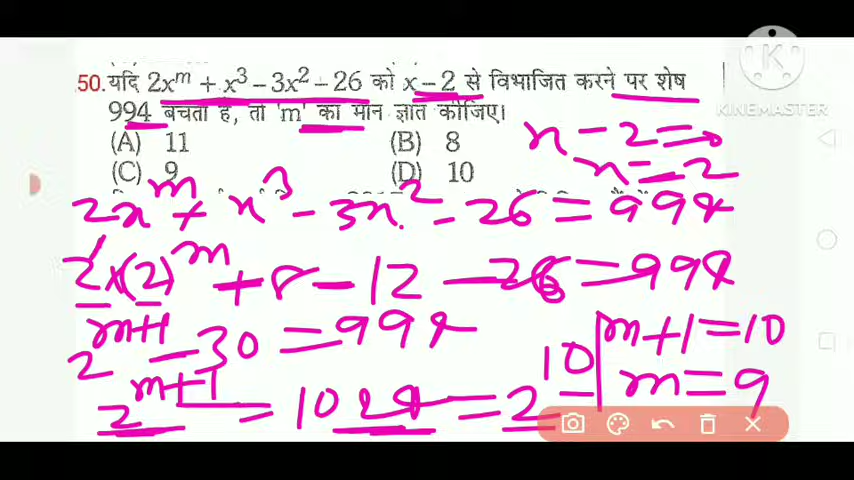 50. यदि 2x^m + x^3 – 3x^2 – 26 को x – 2 से विभाजित करने पर शेष
994 बचता है, तो 'm' का मान ज्ञात कीजिए।
(A) 11 (B) 8
(C) 9 (D) 10
KINEMASTER
x - 2 = 0
x = 2
2x^m + x^3 - 3x^2 - 26 = 994
2^1 x (2)^m + 8 - 12 - 26 = 994
2^m+1 - 30 = 994
2^m+1 = 1024 = 2^10
m+1 = 10
m = 9